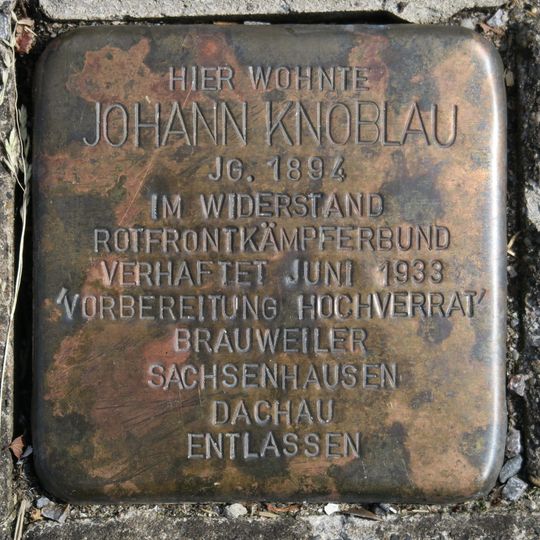 HIER WOHNTE
JOHANN KNOBLAU
JG. 1894
IM WIDERSTAND
ROTFRONTKÄMPFERBUND
VERHAFTET JUNI 1933
'VORBEREITUNG HOCHVERRAT'
BRAUWEILER
SACHSENHAUSEN
DACHAU
ENTLASSEN